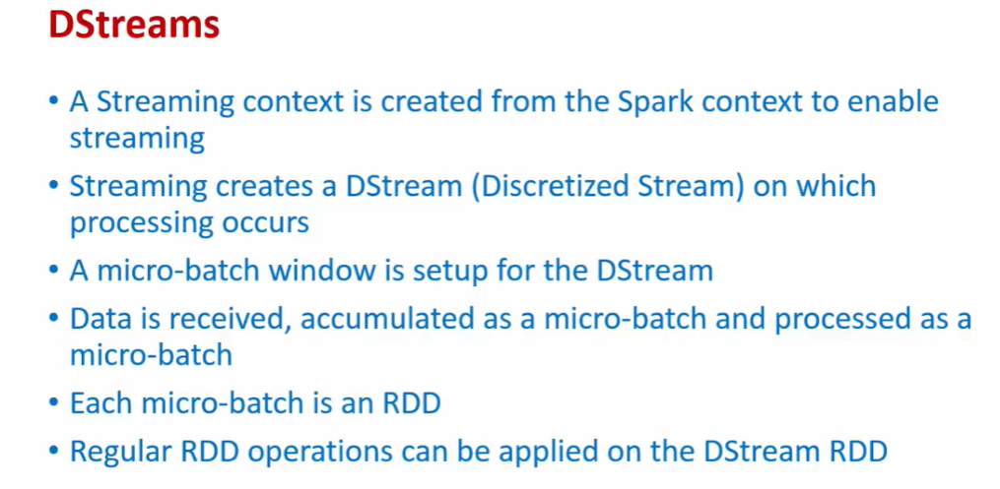 DStreams
• A Streaming context is created from the Spark context to enable
streaming
• Streaming creates a DStream (Discretized Stream) on which
processing occurs
• A micro-batch window is setup for the DStream
• Data is received, accumulated as a micro-batch and processed as a
micro-batch
• Each micro-batch is an RDD
• Regular RDD operations can be applied on the DStream RDD